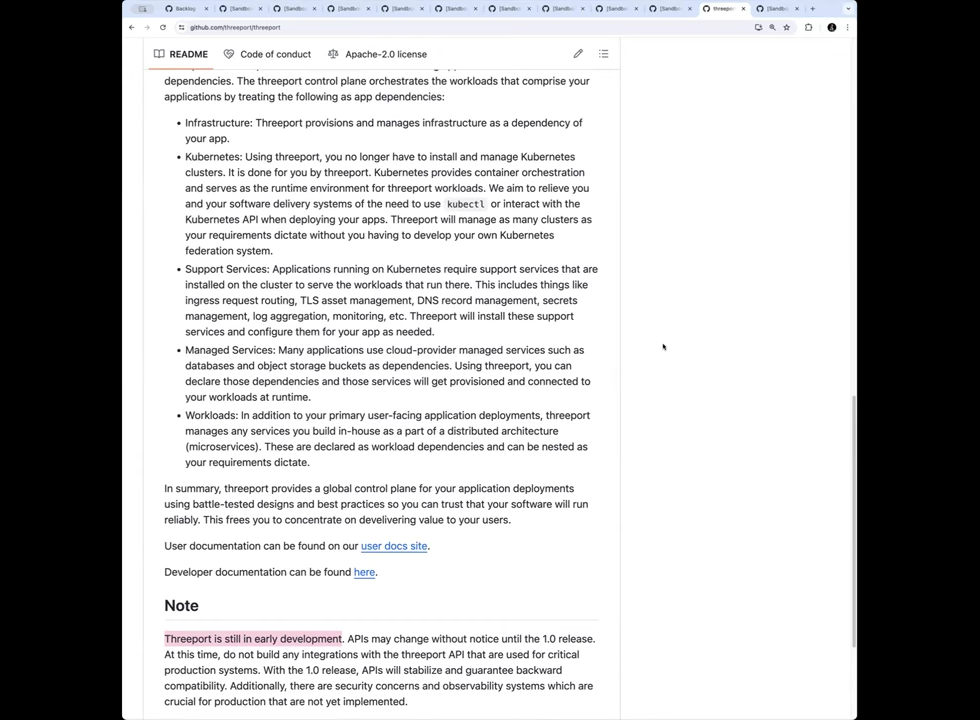 Backlog
[Sandbo
[Sandbo
[Sandbo
[Sandbo
[Sandbo
[Sandbo
[Sandbo
[Sandbo
[Sandbo
threepor
[Sandbo
github.com/threeport/threeport
README
Code of conduct
Apache-2.0 license
dependencies. The threeport control plane orchestrates the workloads that comprise your
applications by treating the following as app dependencies:
• Infrastructure: Threeport provisions and manages infrastructure as a dependency of
your app.
• Kubernetes: Using threeport, you no longer have to install and manage Kubernetes
clusters. It is done for you by threeport. Kubernetes provides container orchestration
and serves as the runtime environment for threeport workloads. We aim to relieve you
and your software delivery systems of the need to use kubectl or interact with the
Kubernetes API when deploying your apps. Threeport will manage as many clusters as
your requirements dictate without you having to develop your own Kubernetes
federation system.
• Support Services: Applications running on Kubernetes require support services that are
installed on the cluster to serve the workloads that run there. This includes things like
ingress request routing, TLS asset management, DNS record management, secrets
management, log aggregation, monitoring, etc. Threeport will install these support
services and configure them for your app as needed.
• Managed Services: Many applications use cloud-provider managed services such as
databases and object storage buckets as dependencies. Using threeport, you can
declare those dependencies and those services will get provisioned and connected to
your workloads at runtime.
• Workloads: In addition to your primary user-facing application deployments, threeport
manages any services you build in-house as a part of a distributed architecture
(microservices). These are declared as workload dependencies and can be nested as
your requirements dictate.
In summary, threeport provides a global control plane for your application deployments
using battle-tested designs and best practices so you can trust that your software will run
reliably. This frees you to concentrate on develivering value to your users.
User documentation can be found on our user docs site.
Developer documentation can be found here.
Note
Threeport is still in early development. APIs may change without notice until the 1.0 release.
At this time, do not build any integrations with the threeport API that are used for critical
production systems. With the 1.0 release, APIs will stabilize and guarantee backward
compatibility. Additionally, there are security concerns and observability systems which are
crucial for production that are not yet implemented.